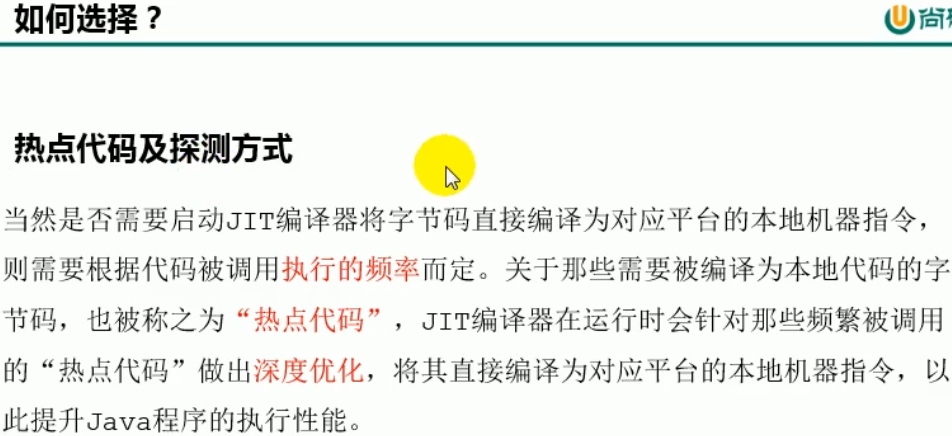 如何选择？
尚
热点代码及探测方式
当然是否需要启动JIT编译器将字节码直接编译为对应平台的本地机器指令，
则需要根据代码被调用执行的频率而定。关于那些需要被编译为本地代码的字
节码，也被称之为“热点代码”，JIT编译器在运行时会针对那些频繁被调用
的“热点代码”做出深度优化，将其直接编译为对应平台的本地机器指令，以
此提升Java程序的执行性能。